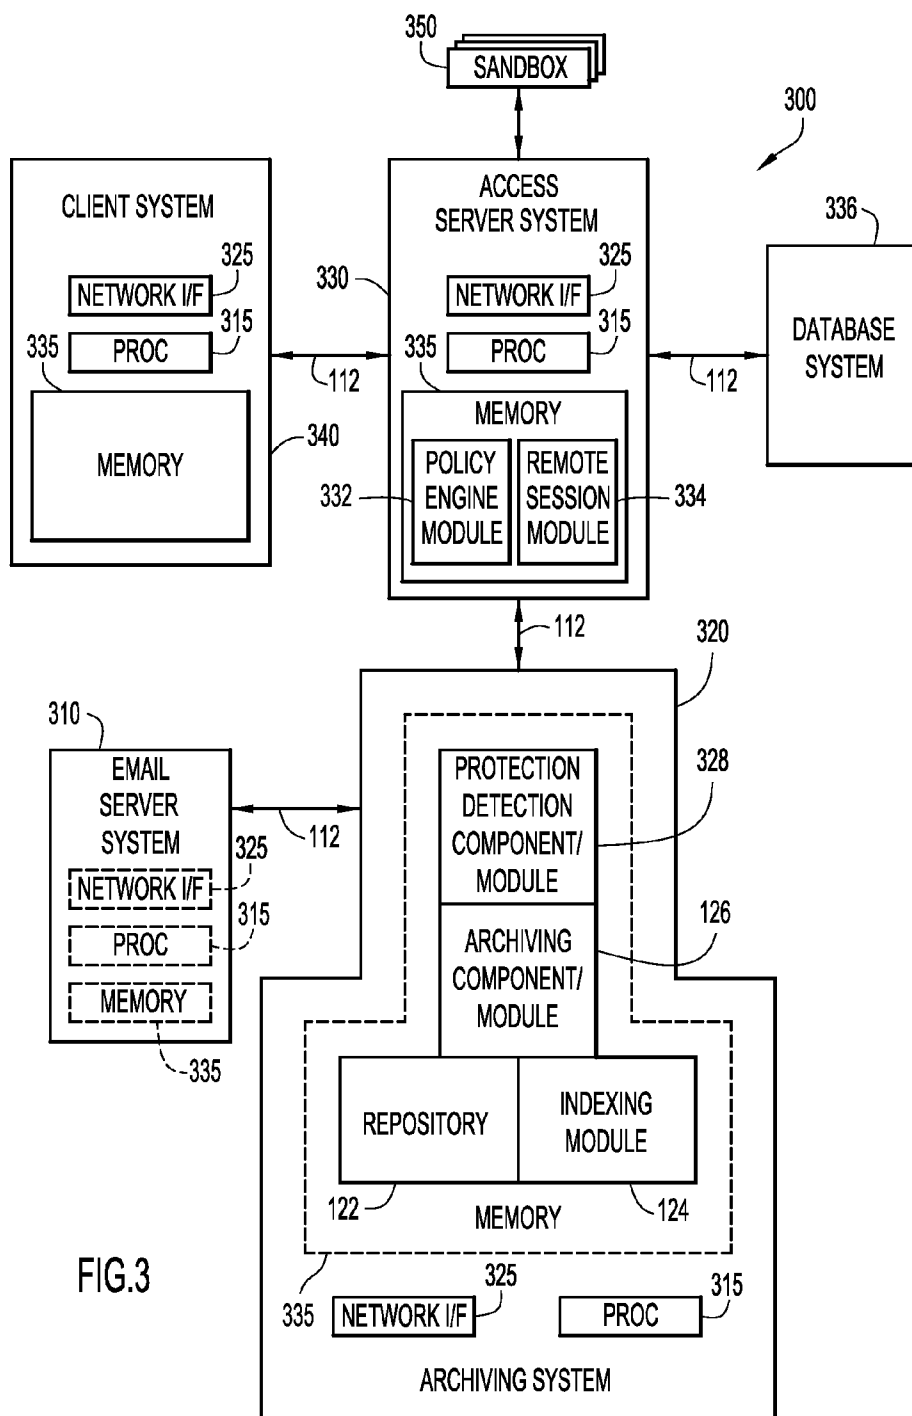 350
SANDBOX
300
CLIENT SYSTEM
325
NETWORK I/F
315
PROC
335
MEMORY
340
112
ACCESS
SERVER SYSTEM
330
325
NETWORK I/F
315
PROC
335
MEMORY
332
POLICY
ENGINE
MODULE
REMOTE
SESSION
MODULE
334
112
336
DATABASE
SYSTEM
112
320
310
EMAIL
SERVER
SYSTEM
325
NETWORK I/F
315
PROC
MEMORY
335
112
PROTECTION
DETECTION
COMPONENT/
MODULE
328
ARCHIVING
COMPONENT/
MODULE
126
REPOSITORY
INDEXING
MODULE
122
MEMORY
124
335
325
NETWORK I/F
315
PROC
ARCHIVING SYSTEM
FIG.3